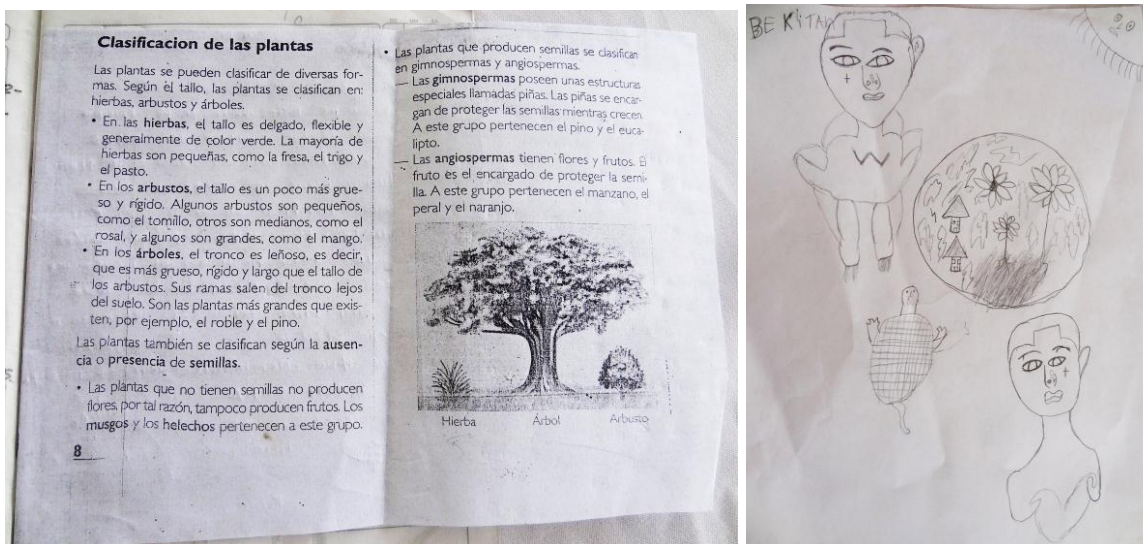 Clasificacion de las plantas
Las plantas se pueden clasificar de diversas for-
mas. Según el tallo, las plantas se clasifican en:
hierbas, arbustos y árboles.
• En las hierbas, el tallo es delgado, flexible y
generalmente de color verde. La mayoría de
hierbas son pequeñas, como la fresa, el trigo y
el pasto.
• En los arbustos, el tallo es un poco más grue-
so y rígido. Algunos arbustos son pequeños,
como el tomillo, otros son medianos, como el
rosal, y algunos son grandes, como el mango.
• En los árboles, el tronco es leñoso, es decir,
que es más grueso, rígido y largo que el tallo de
los arbustos. Sus ramas salen del tronco lejos
del suelo. Son las plantas más grandes que exis-
ten, por ejemplo, el roble y el pino.
Las plantas también se clasifican según la ausen-
cia o presencia de semillas.
• Las plantas que no tienen semillas no producen
flores, por tal razón, tampoco producen frutos. Los
musgos y los helechos pertenecen a este grupo.
8
• Las plantas que producen semillas se clasifican
en gimnospermas y angiospermas.
— Las gimnospermas poseen unas estructuras
especiales llamadas piñas. Las piñas se encar-
gan de proteger las semillas mientras crecen.
A este grupo pertenecen el pino y el euca-
lipto.
— Las angiospermas tienen flores y frutos. El
fruto es el encargado de proteger la semi-
lla. A este grupo pertenecen el manzano, el
peral y el naranjo.
Hierba Árbol Arbusto
BE KITAN